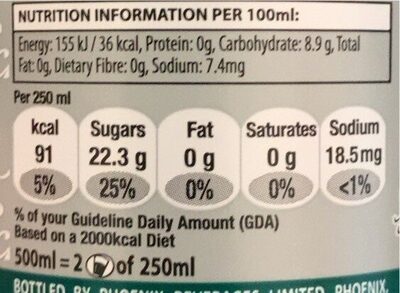 NUTRITION INFORMATION PER 100ml:
Energy: 155 kJ / 36 kcal, Protein: 0g, Carbohydrate: 8.9 g, Total
Fat: 0g, Dietary Fibre: 0g, Sodium: 7.4mg
Per 250 ml
kcal Sugars Fat Saturates Sodium
91 22.3 g 0 g 0 g 18.5mg
5% 25% 0% 0% <1%
% of your Guideline Daily Amount (GDA)
Based on a 2000kcal Diet
500ml = 2 of 250ml
BOTTLED BY PHOENIX BEVERAGES LIMITED, PHOENIX,